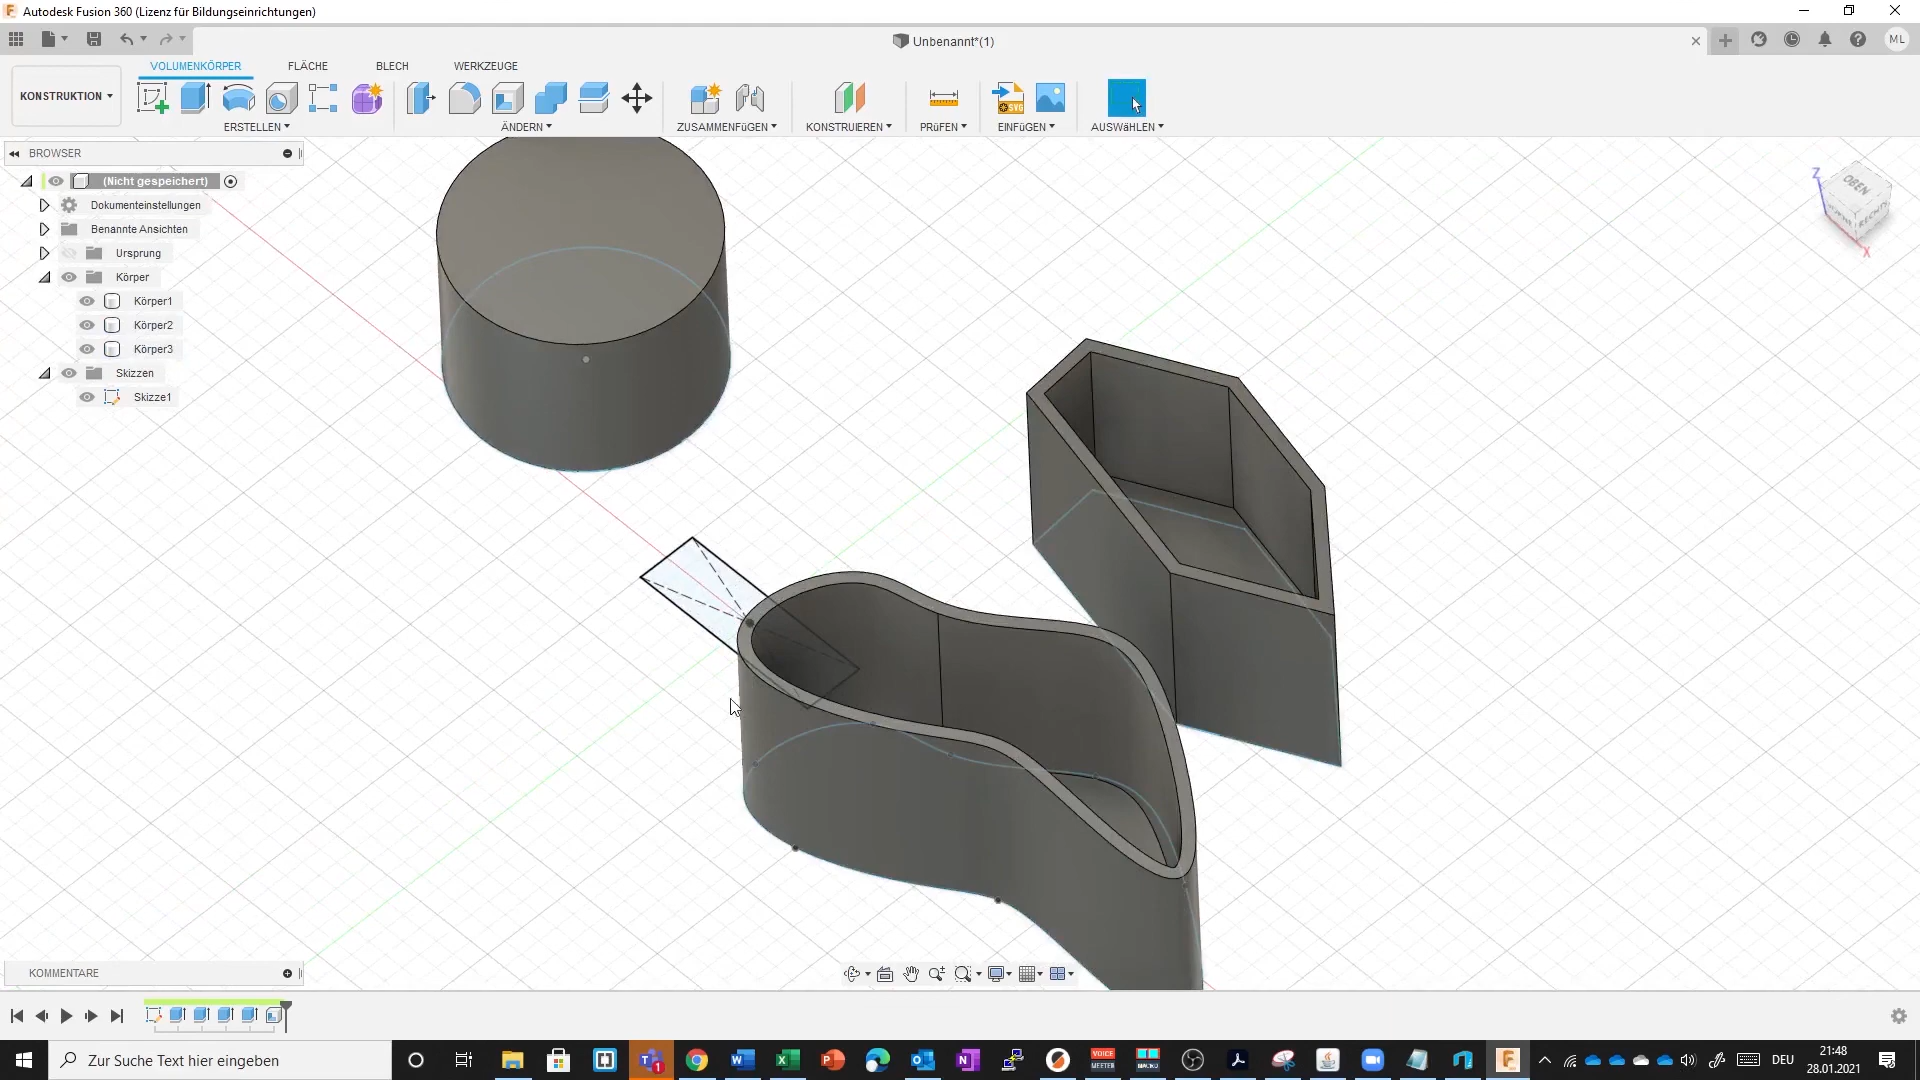 Autodesk Fusion 360 (Lizenz für Bildungseinrichtungen)
Unbenannt*(1)
ML
VOLUMENKÖRPER
FLÄCHE
BLECH
WERKZEUGE
KONSTRUKTION
ERSTELLEN
ÄNDERN
ZUSAMMENFüGEN
KONSTRUIEREN
PRüFEN
EINFüGEN
AUSWäHLEN
BROWSER
(Nicht gespeichert)
Dokumenteinstellungen
Benannte Ansichten
Ursprung
Körper
Körper1
Körper2
Körper3
Skizzen
Skizze1
Z
OBEN
X
KOMMENTARE
Zur Suche Text hier eingeben
DEU
21:48
28.01.2021